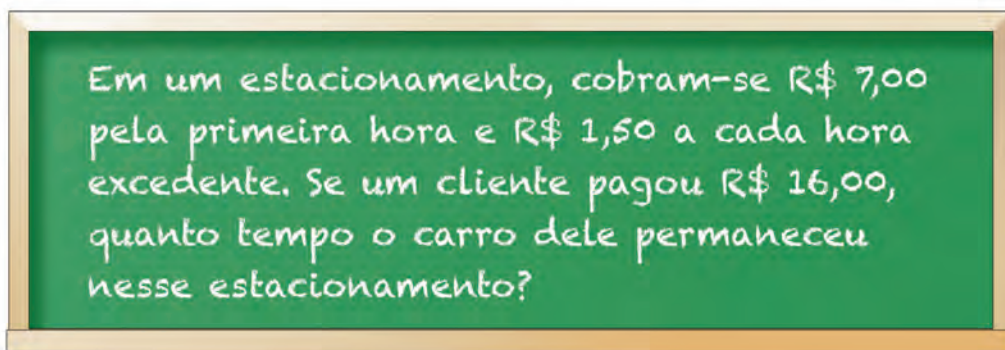 Em um estacionamento, cobram-se R$ 7,00
pela primeira hora e R$ 1,50 a cada hora
excedente. Se um cliente pagou R$ 16,00,
quanto tempo o carro dele permaneceu
nesse estacionamento?